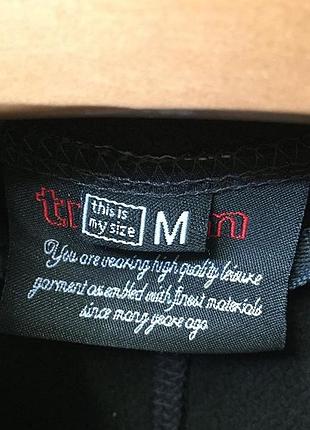 tr n
this is
my size
M
You are wearing high quality leisure
garment assembled with finest materials
since many years ago.